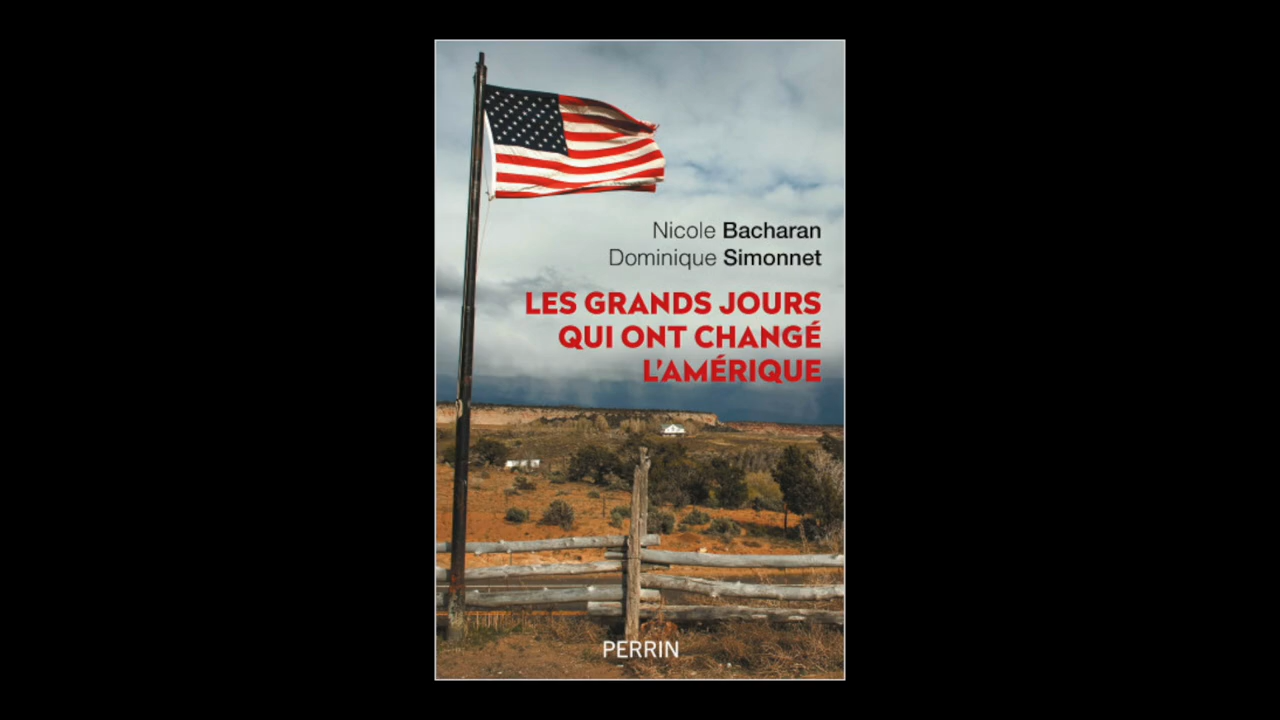 Nicole Bacharan
Dominique Simonnet
LES GRANDS JOURS
QUI ONT CHANGÉ
L'AMÉRIQUE
PERRIN